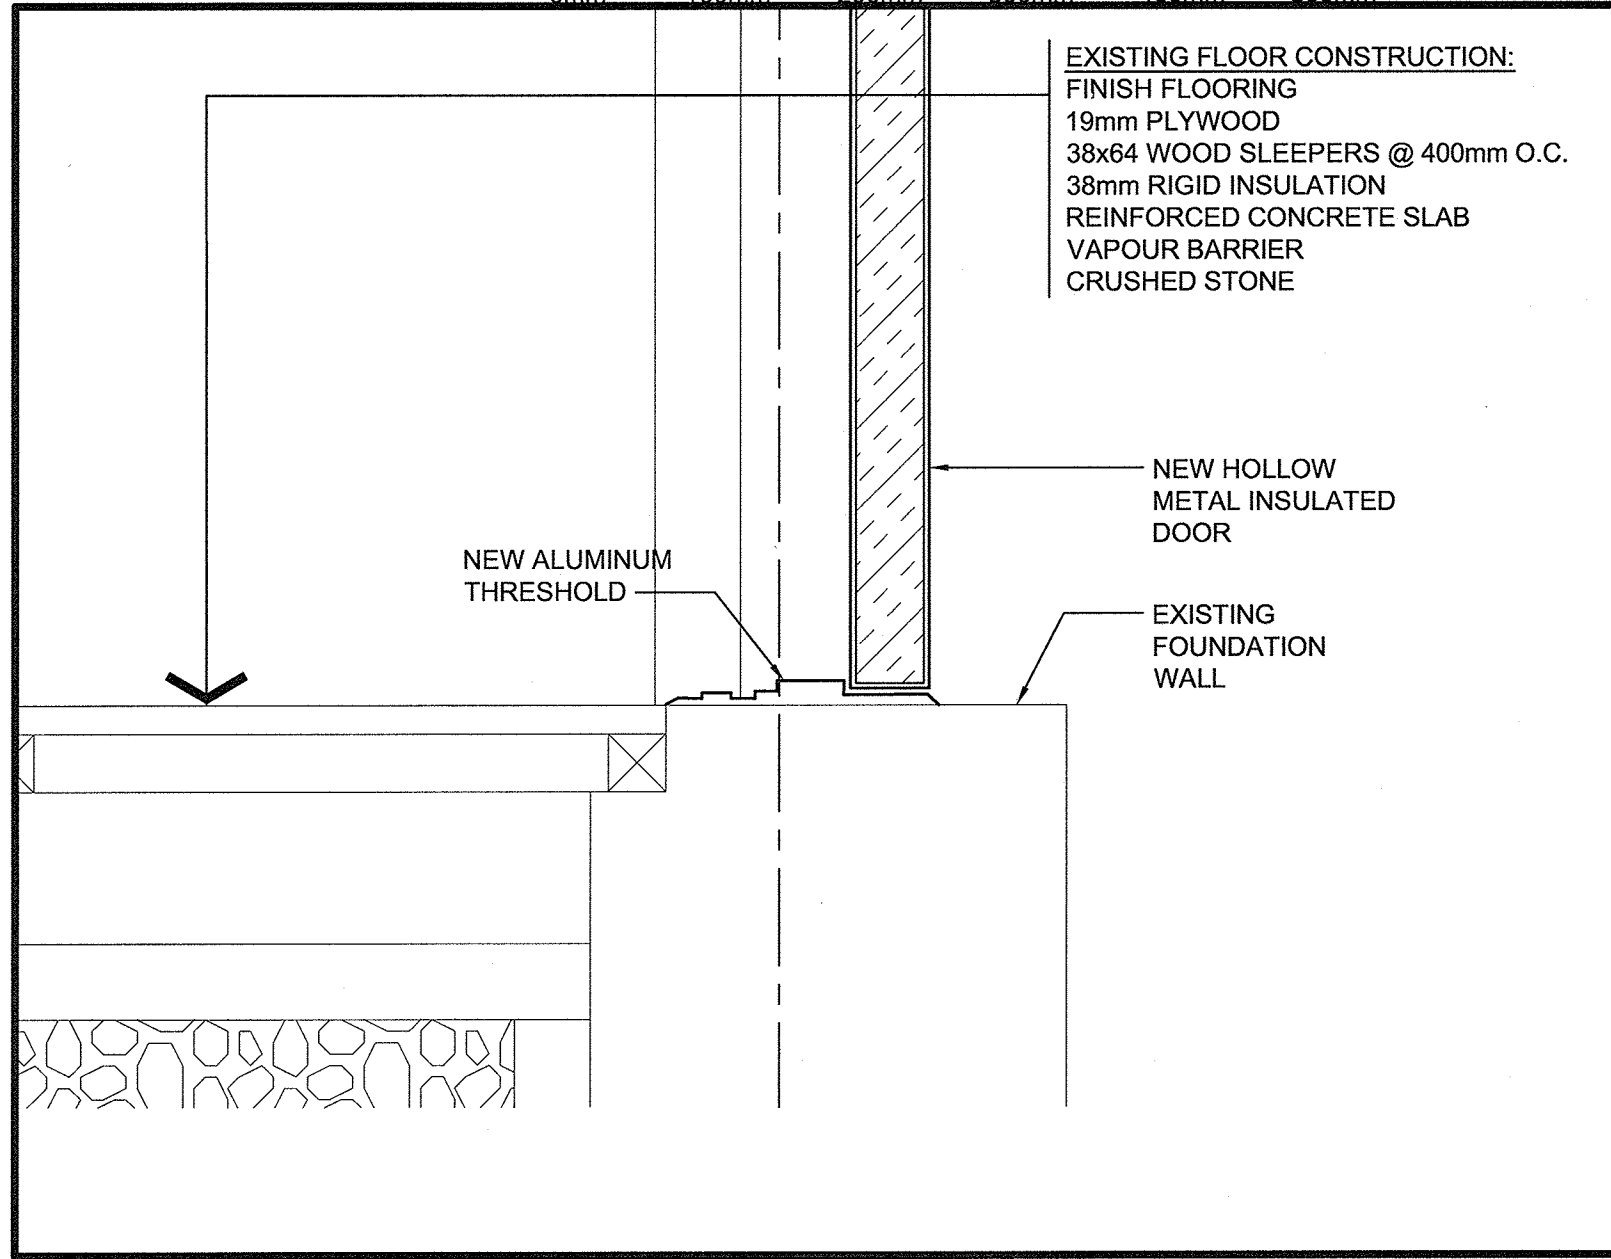 EXISTING FLOOR CONSTRUCTION:
FINISH FLOORING
19mm PLYWOOD
38x64 WOOD SLEEPERS @ 400mm O.C.
38mm RIGID INSULATION
REINFORCED CONCRETE SLAB
VAPOUR BARRIER
CRUSHED STONE
NEW HOLLOW
METAL INSULATED
DOOR
NEW ALUMINUM
THRESHOLD
EXISTING
FOUNDATION
WALL